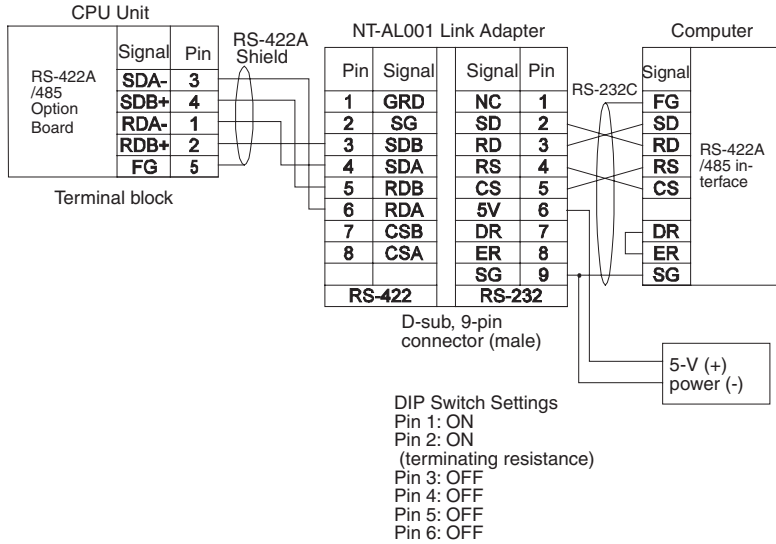 CPU Unit
RS-422A
/485
Option
Board
Signal Pin
SDA- 3
SDB+ 4
RDA- 1
RDB+ 2
FG 5
Terminal block
RS-422A
Shield
NT-AL001 Link Adapter
Pin Signal
1 GRD
2 SG
3 SDB
4 SDA
5 RDB
6 RDA
7 CSB
8 CSA
RS-422
Signal Pin
NC 1
SD 2
RD 3
RS 4
CS 5
5V 6
DR 7
ER 8
SG 9
RS-232
D-sub, 9-pin
connector (male)
RS-232C
Computer
Signal
FG
SD
RD
RS
CS
DR
ER
SG
RS-422A
/485 in-
terface
5-V (+)
power (-)
DIP Switch Settings
Pin 1: ON
Pin 2: ON
(terminating resistance)
Pin 3: OFF
Pin 4: OFF
Pin 5: OFF
Pin 6: OFF